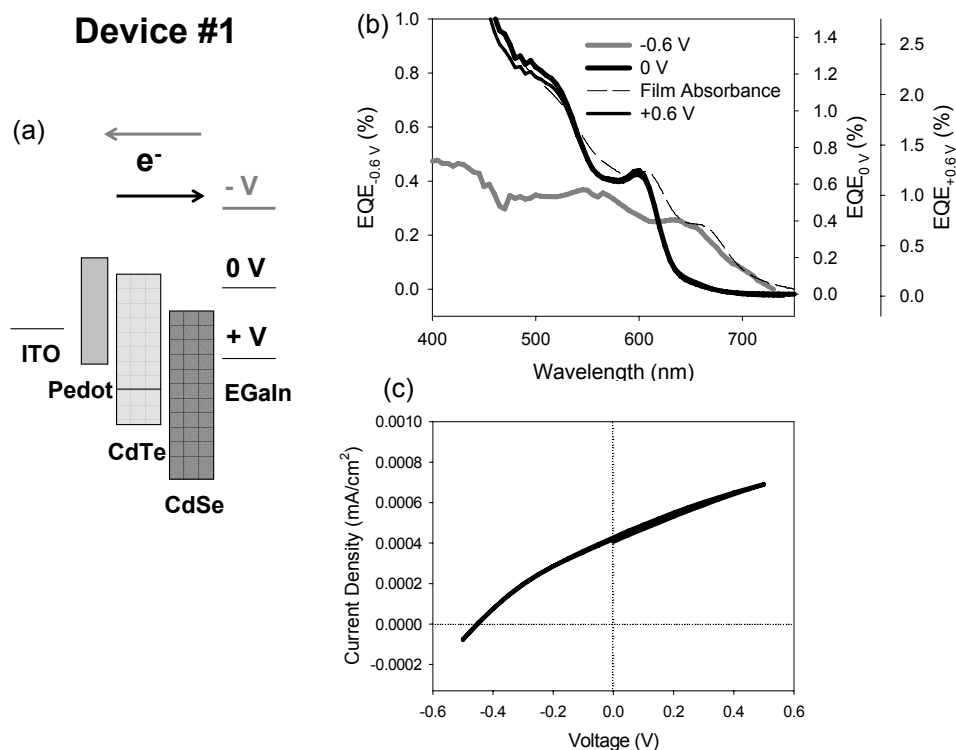 Device #1
(a)
e-
- V
0 V
+ V
ITO
Pedot
EGaIn
CdTe
CdSe
(b)
-0.6 V
0 V
Film Absorbance
+0.6 V
EQE-0.6 V (%)
1.0
0.8
0.6
0.4
0.2
0.0
EQE0 V (%)
1.4
1.2
1.0
0.8
0.6
0.4
0.2
0.0
EQE+0.6 V (%)
2.5
2.0
1.5
1.0
0.5
0.0
400 500 600 700
Wavelength (nm)
(c)
Current Density (mA/cm2)
0.0010
0.0008
0.0006
0.0004
0.0002
0.0000
-0.0002
-0.6 -0.4 -0.2 0.0 0.2 0.4 0.6
Voltage (V)